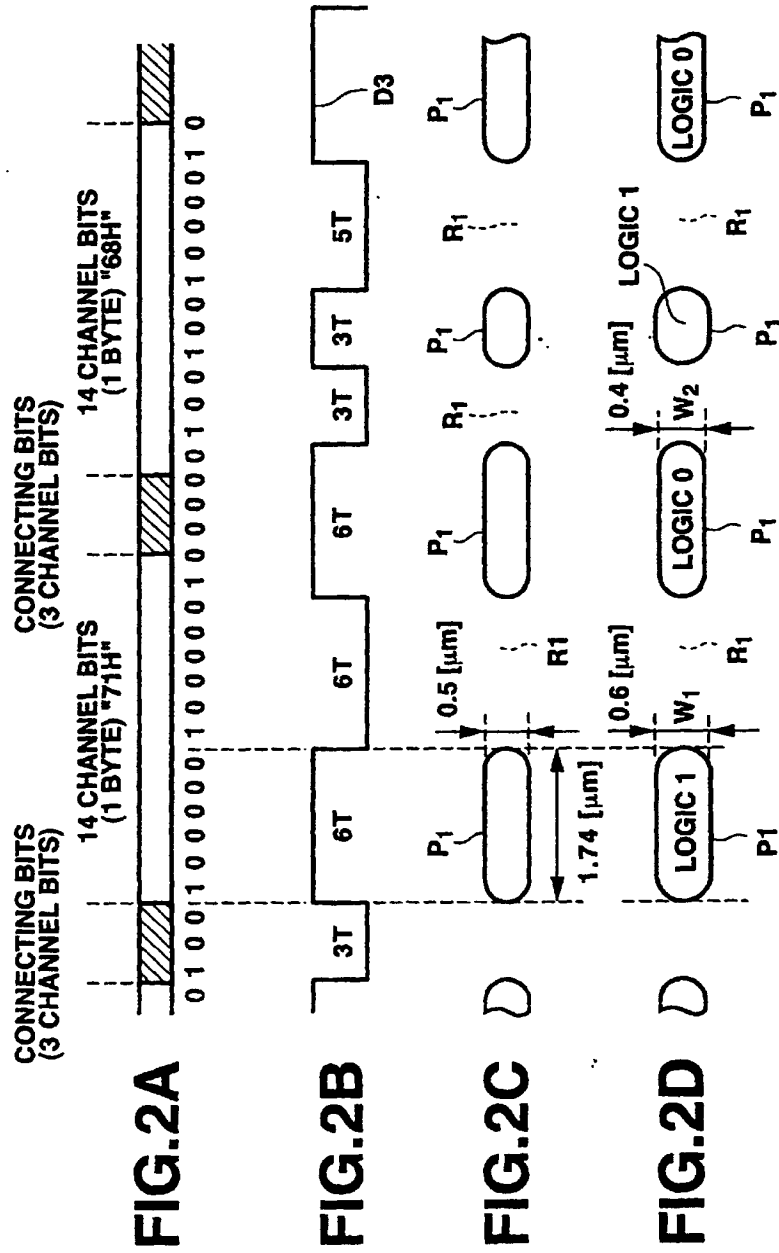 CONNECTING BITS
(3 CHANNEL BITS)
14 CHANNEL BITS
(1 BYTE) "71H"
CONNECTING BITS
(3 CHANNEL BITS)
14 CHANNEL BITS
(1 BYTE) "68H"
FIG.2A
0 1 0 0 1 0 0 0 0 0 1 0 0 0 0 0 1 0 0 0 0 0 1 0 0 1 0 0 1 0 0 0 0 1 0
FIG.2B
3T 6T 6T 6T 3T 3T 5T D3
FIG.2C
P1 0.5 [µm] P1 R1 P1 R1 P1
1.74 [µm] R1
FIG.2D
0.6 [µm] 0.4 [µm] LOGIC 1
LOGIC 1 W1 LOGIC 0 W2 LOGIC 0
P1 R1 P1 P1 R1 P1